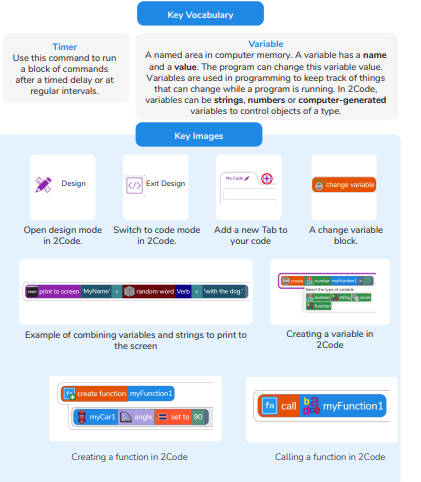 Key Vocabulary
Timer
Use this command to run
a block of commands
after a timed delay or at
regular intervals.
Variable
A named area in computer memory. A variable has a name
and a value. The program can change this variable value.
Variables are used in programming to keep track of things
that can change while a program is running. In 2Code,
variables can be strings, numbers or computer-generated
variables to control objects of a type.
Key Images
Design
Open design mode
in 2Code.
Exit Design
Switch to code mode
in 2Code.
My Code
Add a new Tab to
your code
change variable
A change variable
block.
print to screen 'MyName' + random word Verb + 'with the dog.'
Example of combining variables and strings to print to
the screen
create number myNumber1
Select the type of variable
number string clone
function
Creating a variable in
2Code
fn create function myFunction1
myCar1 angle = set to 90
Creating a function in 2Code
fn call abcde myFunction1
Calling a function in 2Code